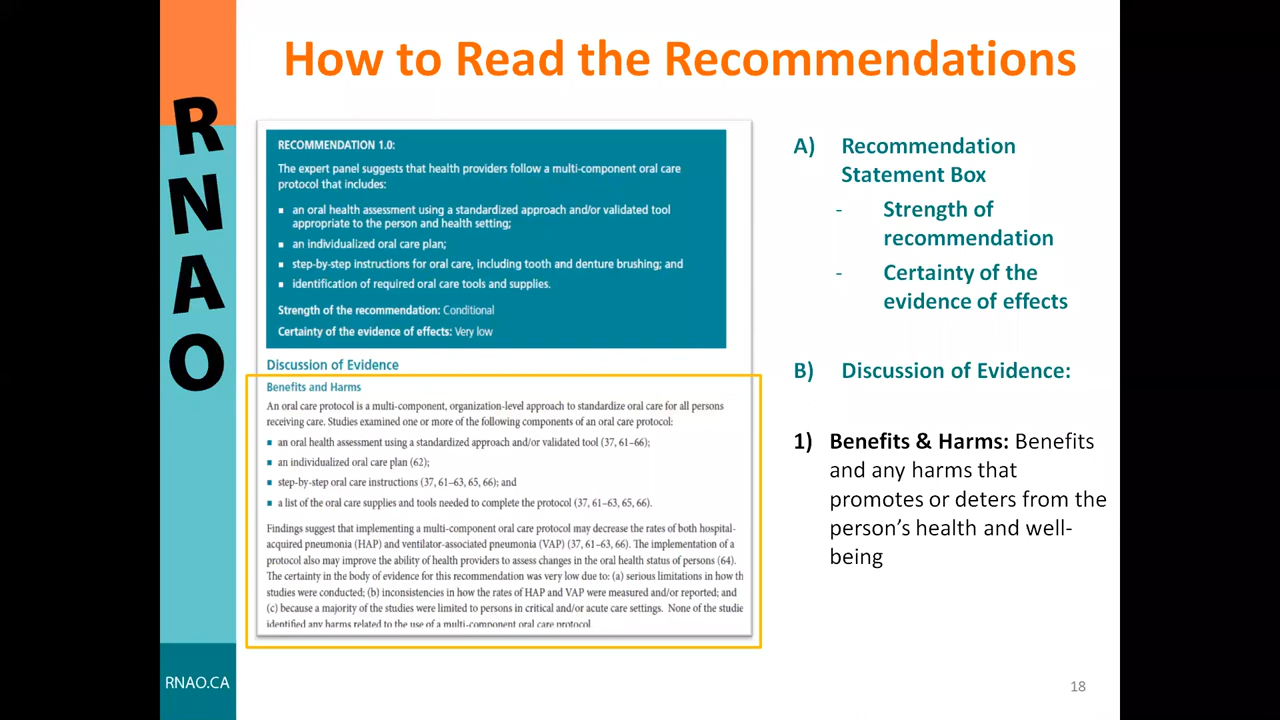 How to Read the Recommendations
R
N
A
O
RNAO.CA
RECOMMENDATION 1.0:
The expert panel suggests that health providers follow a multi-component oral care
protocol that includes:
▪ an oral health assessment using a standardized approach and/or validated tool
appropriate to the person and health setting;
▪ an individualized oral care plan;
▪ step-by-step instructions for oral care, including tooth and denture brushing; and
▪ identification of required oral care tools and supplies.
Strength of the recommendation: Conditional
Certainty of the evidence of effects: Very low
Discussion of Evidence
Benefits and Harms
An oral care protocol is a multi-component, organization-level approach to standardize oral care for all persons
receiving care. Studies examined one or more of the following components of an oral care protocol:
▪ an oral health assessment using a standardized approach and/or validated tool (37, 61–66);
▪ an individualized oral care plan (62);
▪ step-by-step oral care instructions (37, 61–63, 65, 66); and
▪ a list of the oral care supplies and tools needed to complete the protocol (37, 61–63, 65, 66).
Findings suggest that implementing a multi-component oral care protocol may decrease the rates of both hospital-
acquired pneumonia (HAP) and ventilator-associated pneumonia (VAP) (37, 61–63, 66). The implementation of a
protocol also may improve the ability of health providers to assess changes in the oral health status of persons (64).
The certainty in the body of evidence for this recommendation was very low due to: (a) serious limitations in how th
studies were conducted; (b) inconsistencies in how the rates of HAP and VAP were measured and/or reported; and
(c) because a majority of the studies were limited to persons in critical and/or acute care settings. None of the studie
identified any harms related to the use of a multi-component oral care protocol
A) Recommendation
Statement Box
- Strength of
recommendation
- Certainty of the
evidence of effects
B) Discussion of Evidence:
1) Benefits & Harms: Benefits
and any harms that
promotes or deters from the
person's health and well-
being
18